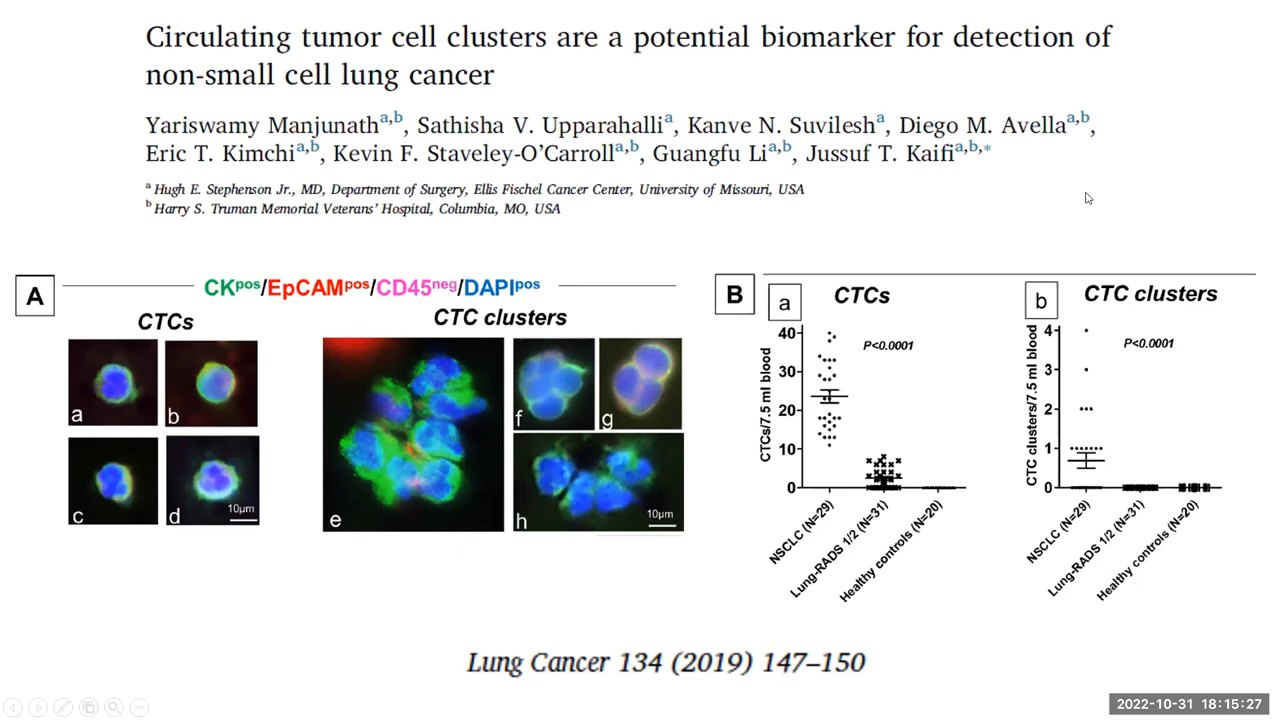 Circulating tumor cell clusters are a potential biomarker for detection of
non-small cell lung cancer
Yariswamy Manjunathᵃ,ᵇ, Sathisha V. Upparahalliᵃ, Kanve N. Suvileshᵃ, Diego M. Avellaᵃ,ᵇ,
Eric T. Kimchiᵃ,ᵇ, Kevin F. Staveley-O'Carrollᵃ,ᵇ, Guangfu Liᵃ,ᵇ, Jussuf T. Kaifiᵃ,ᵇ,*
ᵃ Hugh E. Stephenson Jr., MD, Department of Surgery, Ellis Fischel Cancer Center, University of Missouri, USA
ᵇ Harry S. Truman Memorial Veterans' Hospital, Columbia, MO, USA
A
CKᵖᵒˢ/EpCAMᵖᵒˢ/CD45ⁿᵉᵍ/DAPIᵖᵒˢ
CTCs
CTC clusters
a
b
c
d
10µm
e
f
g
h
10µm
B
a
CTCs
P<0.0001
CTCs/7.5 ml blood
40
30
20
10
0
NSCLC (N=29)
Lung-RADS 1/2 (N=31)
Healthy controls (N=20)
b
CTC clusters
P<0.0001
CTC clusters/7.5 ml blood
4
3
2
1
0
NSCLC (N=29)
Lung-RADS 1/2 (N=31)
Healthy controls (N=20)
Lung Cancer 134 (2019) 147–150
2022-10-31 18:15:27